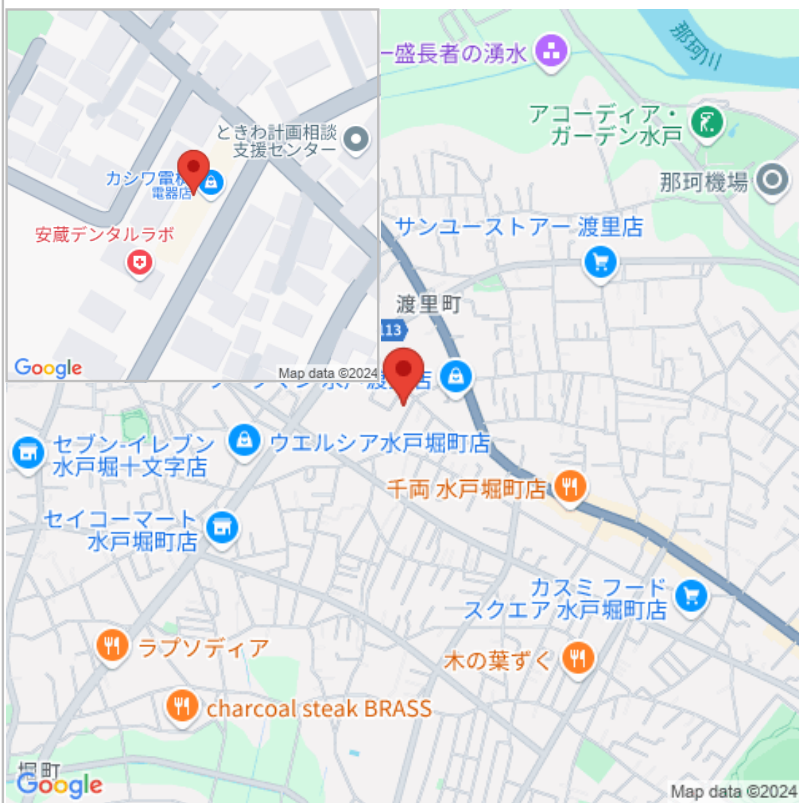 ときわ計画相談
支援センター
カシワ電機
電器店
安蔵デンタルラボ
Google
Map data ©2024
那珂川
一盛長者の湧水
アコーディア・
ガーデン水戸
那珂機場
サンユーストアー 渡里店
渡里町
113
水戸
店
セブン-イレブン
水戸堀十文字店
ウエルシア水戸堀町店
千両 水戸堀町店
セイコーマート
水戸堀町店
カスミ フード
スクエア 水戸堀町店
ラプソディア
木の葉ずく
charcoal steak BRASS
堀町
Google
Map data ©2024